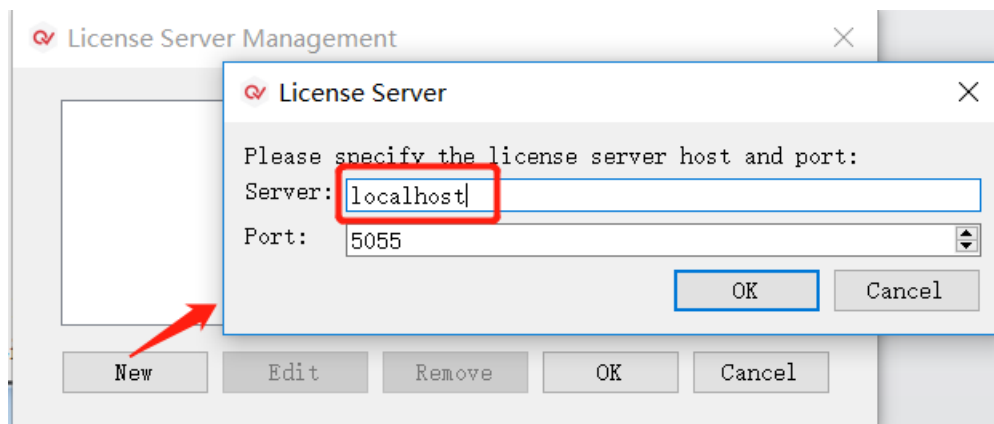 License Server Management
License Server
Please specify the license server host and port:
Server: localhost
Port: 5055
OK Cancel
New Edit Remove OK Cancel